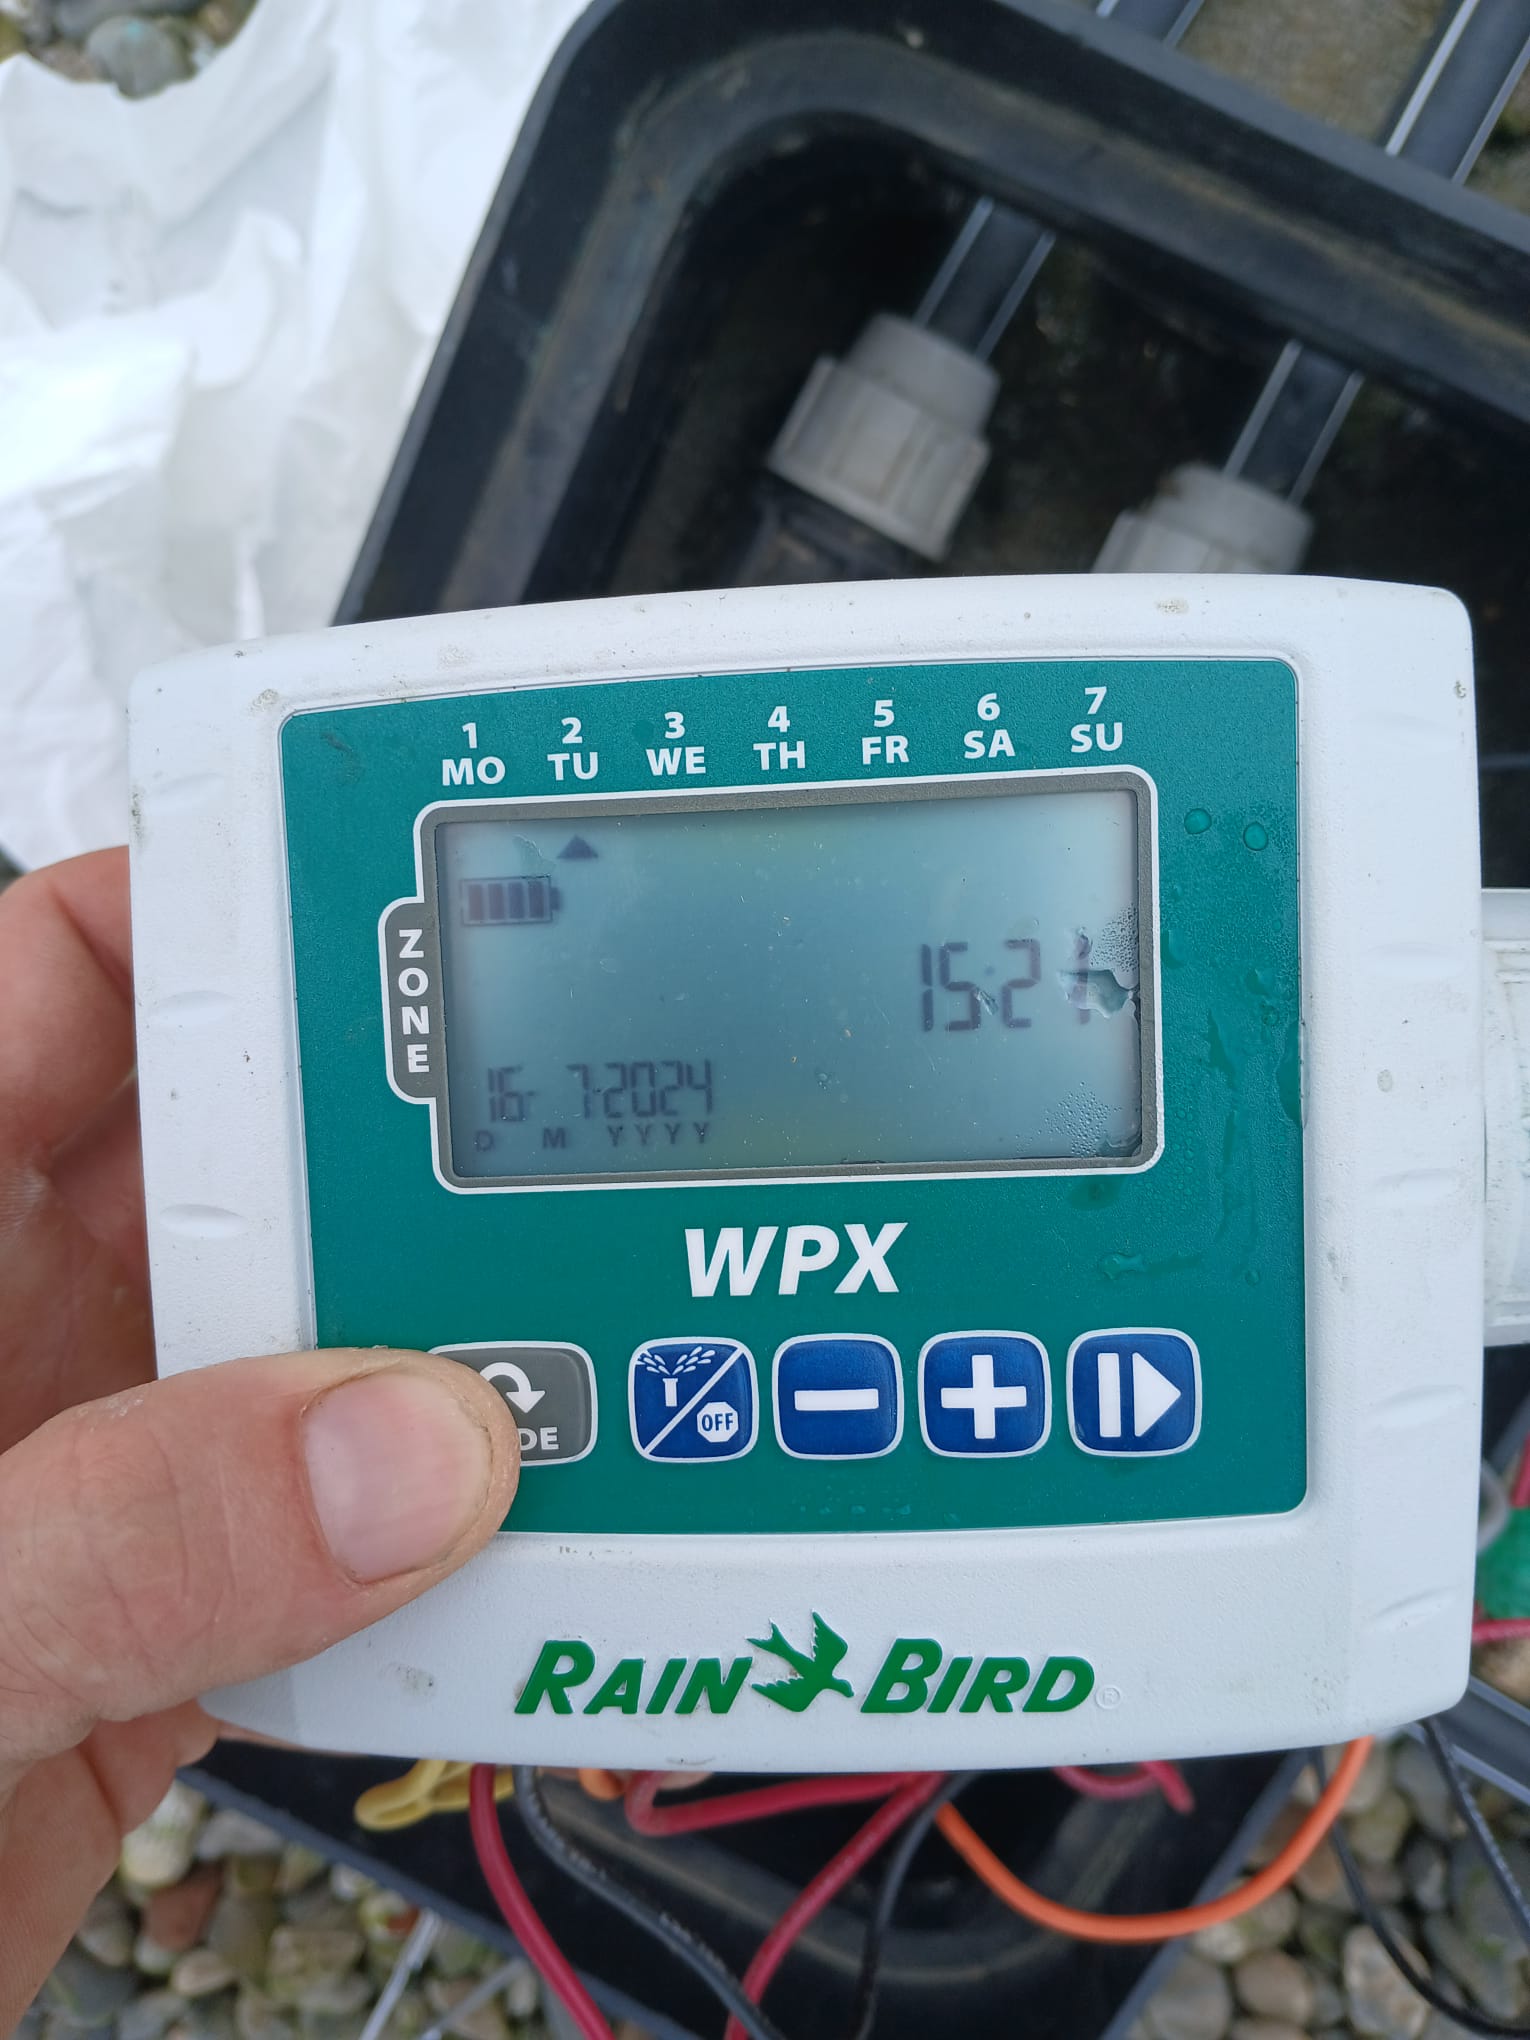 1 2 3 4 5 6 7
MO TU WE TH FR SA SU
ZONE
16- 7-2024
D M YYYY
WPX
OFF
RAIN BIRD®